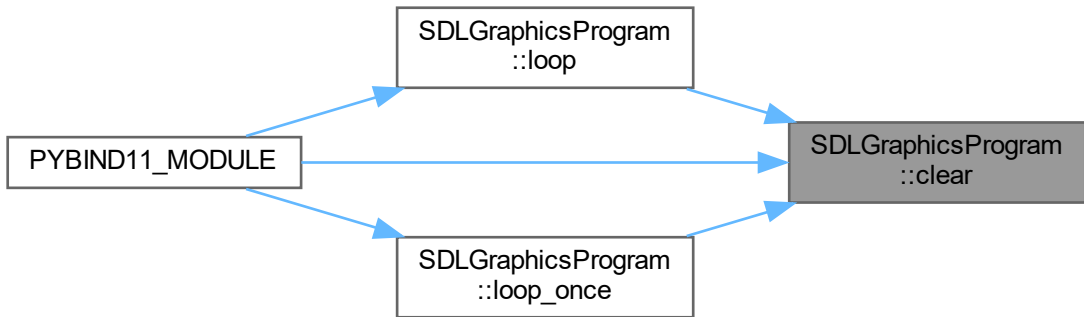 SDLGraphicsProgram
::loop
PYBIND11_MODULE
SDLGraphicsProgram
::clear
SDLGraphicsProgram
::loop_once